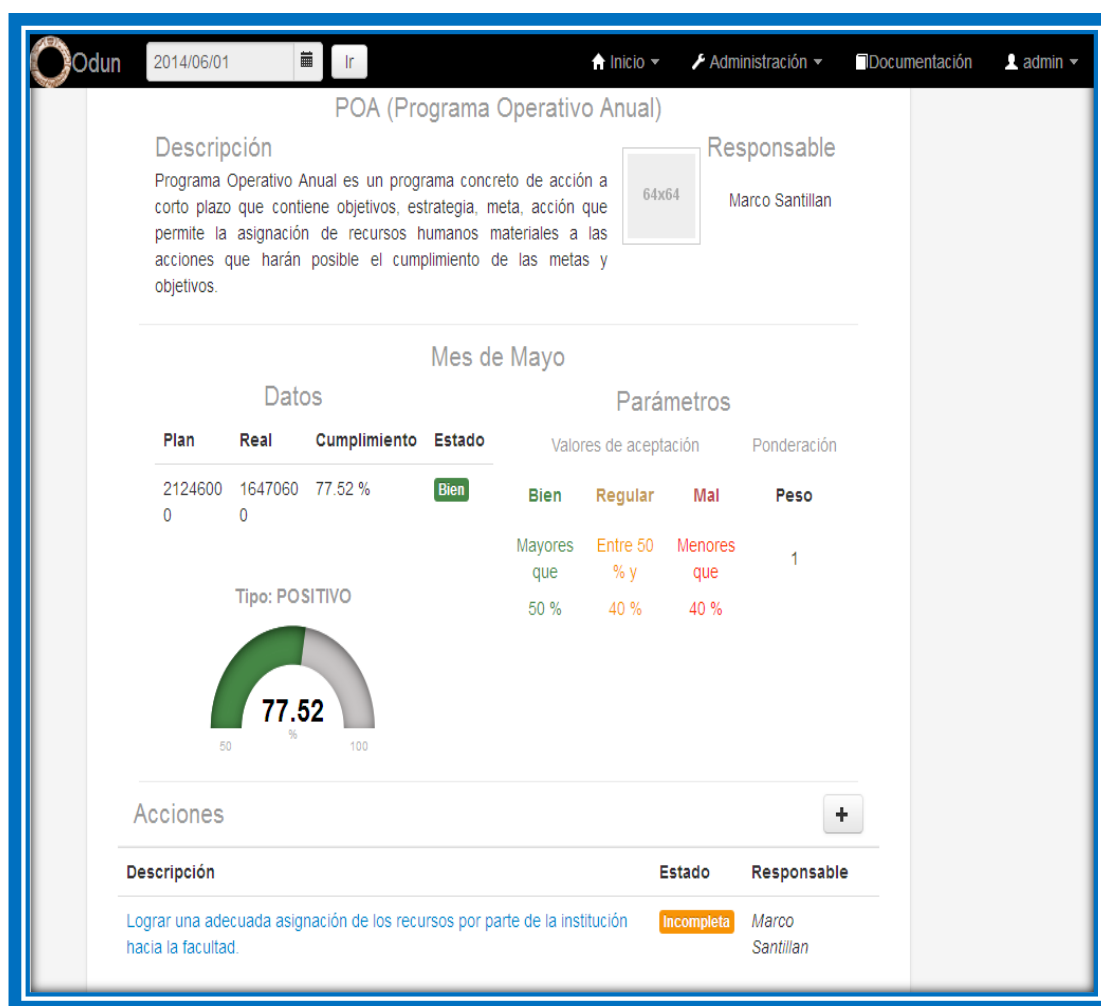 Odun 2014/06/01 Ir Inicio Administración Documentación admin
POA (Programa Operativo Anual)
Descripción
Programa Operativo Anual es un programa concreto de acción a
corto plazo que contiene objetivos, estrategia, meta, acción que
permite la asignación de recursos humanos materiales a las
acciones que harán posible el cumplimiento de las metas y
objetivos.
64x64
Responsable
Marco Santillan
Mes de Mayo
Datos
Plan Real Cumplimiento Estado
2124600 1647060 77.52 % Bien
0 0
Tipo: POSITIVO
77.52
%
50 100
Parámetros
Valores de aceptación Ponderación
Bien Regular Mal Peso
Mayores Entre 50 Menores
que % y que 1
50 % 40 % 40 %
Acciones +
Descripción Estado Responsable
Lograr una adecuada asignación de los recursos por parte de la institución Incompleta Marco
hacia la facultad. Santillan